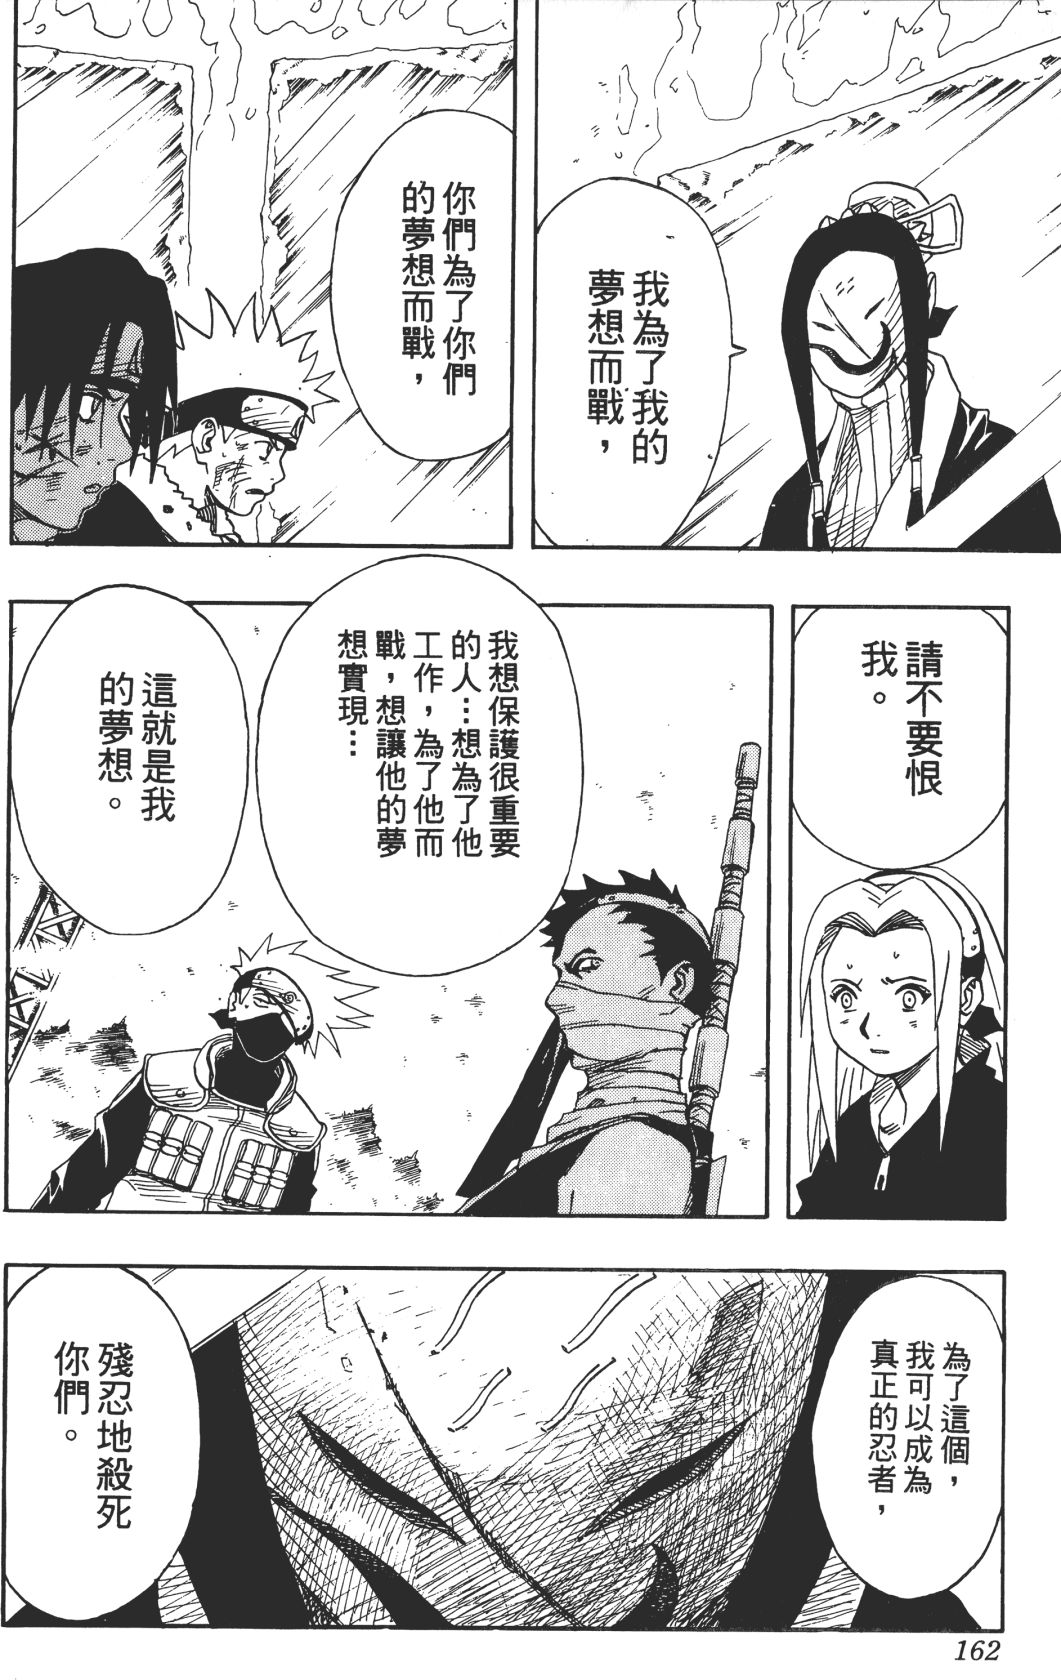 我為了我的
夢想而戰，
你們為了你們
的夢想而戰，
請不要恨
我。
我想保護很重要
的人…想為了他
工作，為了他而
戰，想讓他的夢
想實現…
這就是我
的夢想。
為了這個，
我可以成為
真正的忍者，
殘忍地殺死
你們。
162